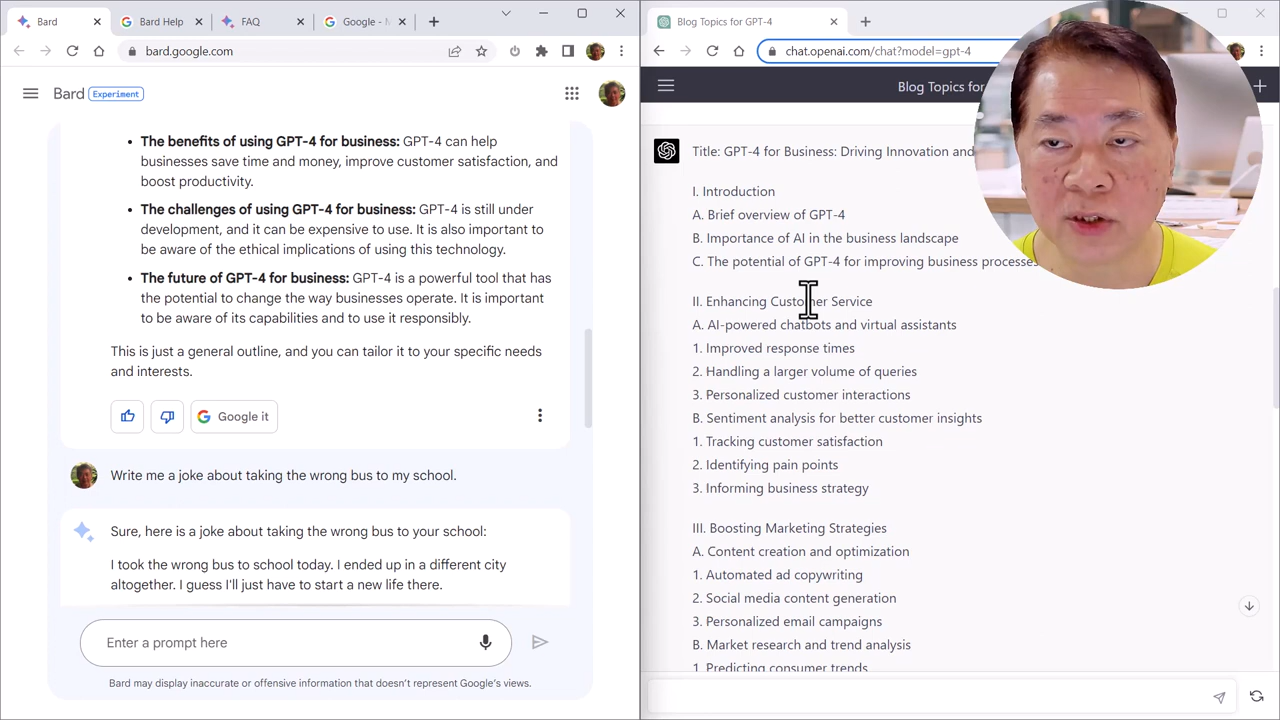 Bard
Bard Help
FAQ
Google -
Blog Topics for GPT-4
bard.google.com
chat.openai.com/chat?model=gpt-4
Bard Experiment
Blog Topics for
The benefits of using GPT-4 for business: GPT-4 can help
businesses save time and money, improve customer satisfaction, and
boost productivity.
The challenges of using GPT-4 for business: GPT-4 is still under
development, and it can be expensive to use. It is also important to
be aware of the ethical implications of using this technology.
The future of GPT-4 for business: GPT-4 is a powerful tool that has
the potential to change the way businesses operate. It is important
to be aware of its capabilities and to use it responsibly.
This is just a general outline, and you can tailor it to your specific needs
and interests.
Google it
Write me a joke about taking the wrong bus to my school.
Sure, here is a joke about taking the wrong bus to your school:
I took the wrong bus to school today. I ended up in a different city
altogether. I guess I'll just have to start a new life there.
Enter a prompt here
Bard may display inaccurate or offensive information that doesn't represent Google's views.
Title: GPT-4 for Business: Driving Innovation and
I. Introduction
A. Brief overview of GPT-4
B. Importance of AI in the business landscape
C. The potential of GPT-4 for improving business processes
II. Enhancing Customer Service
A. AI-powered chatbots and virtual assistants
1. Improved response times
2. Handling a larger volume of queries
3. Personalized customer interactions
B. Sentiment analysis for better customer insights
1. Tracking customer satisfaction
2. Identifying pain points
3. Informing business strategy
III. Boosting Marketing Strategies
A. Content creation and optimization
1. Automated ad copywriting
2. Social media content generation
3. Personalized email campaigns
B. Market research and trend analysis
1. Predicting consumer trends